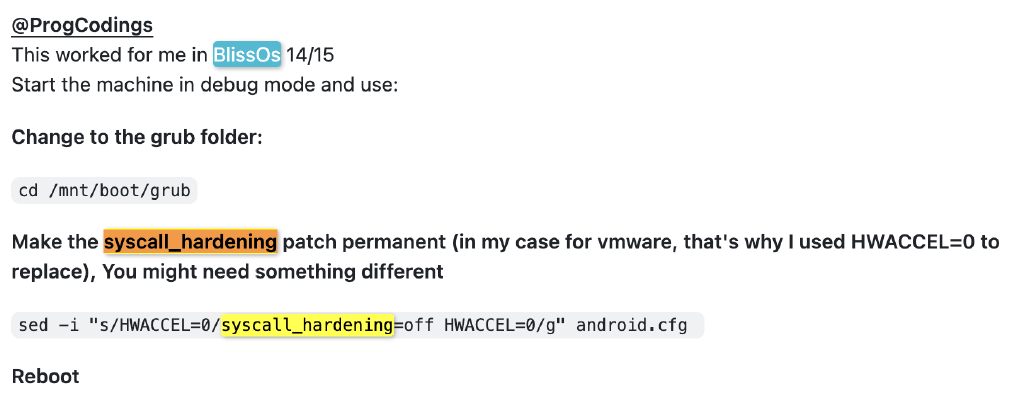 @ProgCodings
This worked for me in BlissOs 14/15
Start the machine in debug mode and use:
Change to the grub folder:
cd /mnt/boot/grub
Make the syscall_hardening patch permanent (in my case for vmware, that's why I used HWACCEL=0 to
replace), You might need something different
sed -i "s/HWACCEL=0/syscall_hardening=off HWACCEL=0/g" android.cfg
Reboot